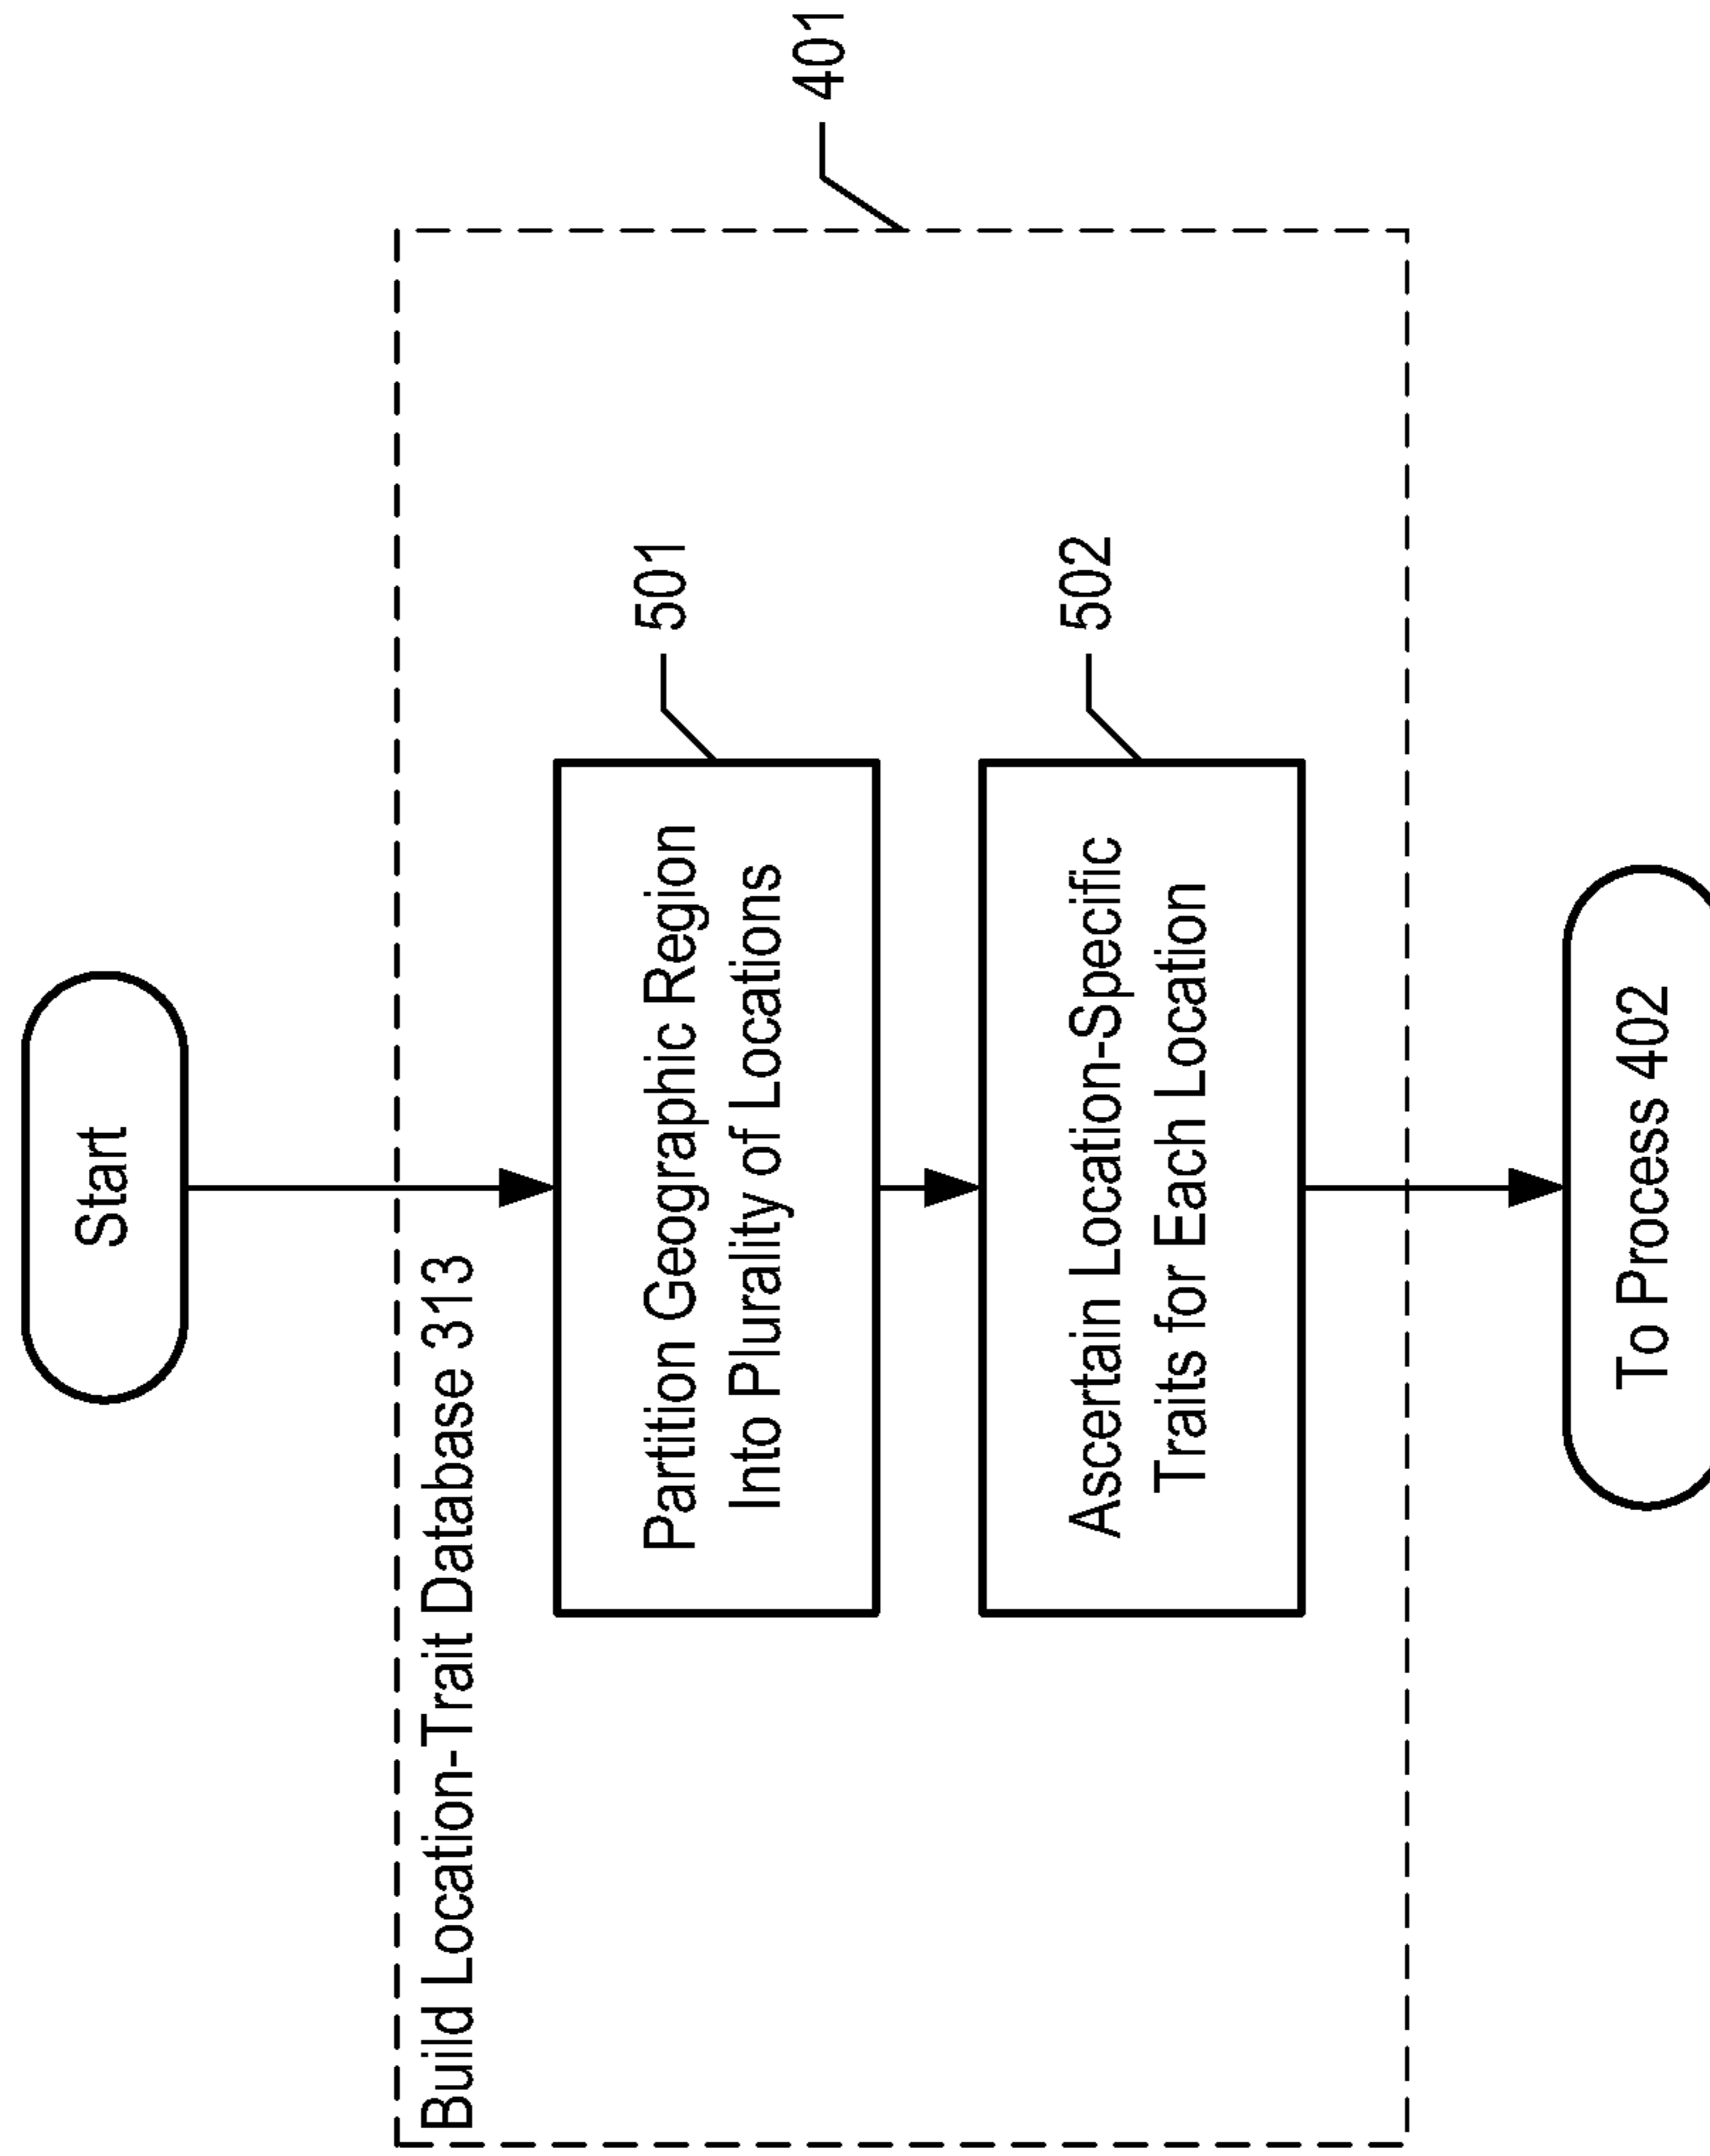 Start
Build Location-Trait Database 313
401
Partition Geographic Region
Into Plurality of Locations
501
Ascertain Location-Specific
Traits for Each Location
502
To Process 402